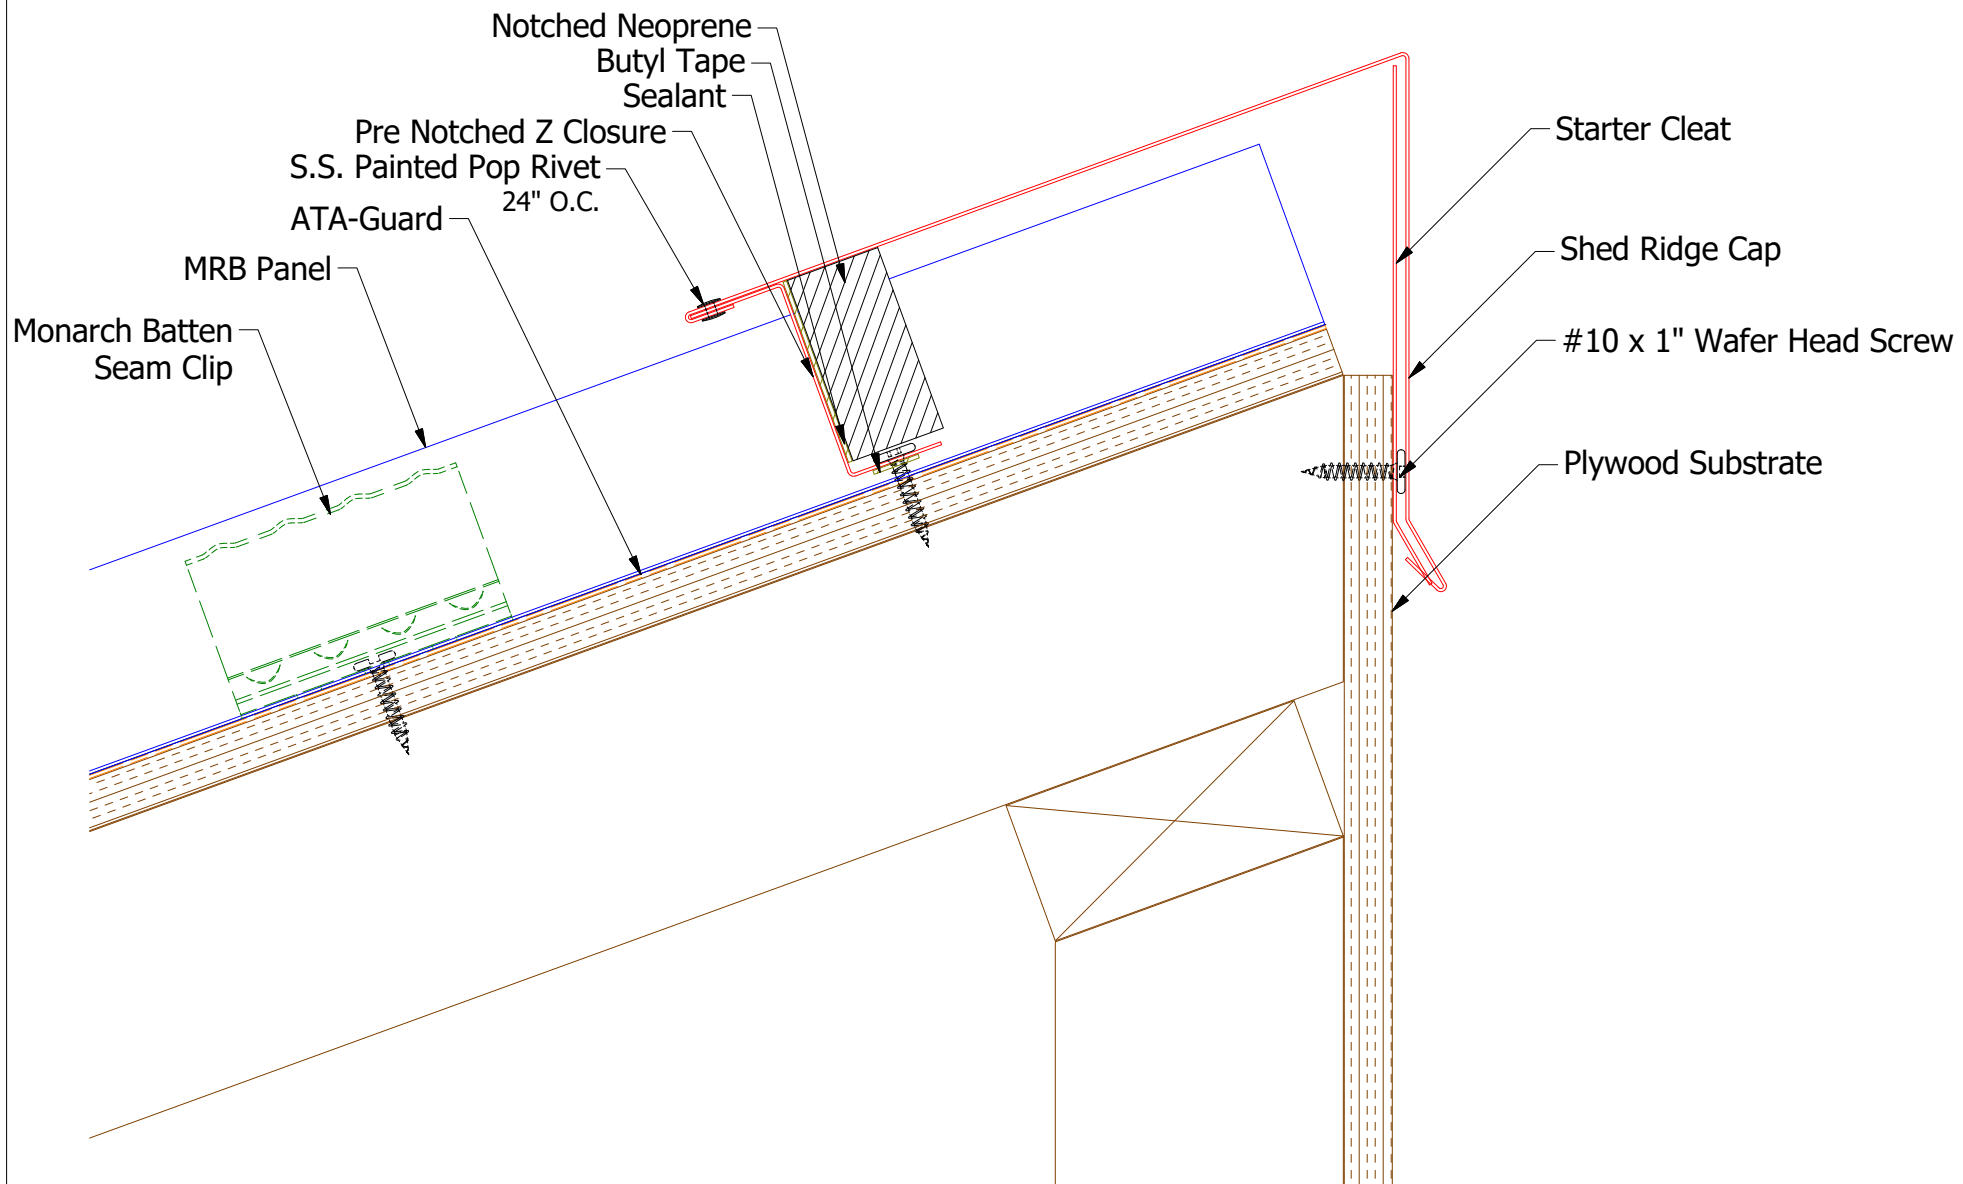 Notched Neoprene
Butyl Tape
Sealant
Pre Notched Z Closure
S.S. Painted Pop Rivet
24" O.C.
ATA-Guard
MRB Panel
Monarch Batten
Seam Clip
Starter Cleat
Shed Ridge Cap
#10 x 1" Wafer Head Screw
Plywood Substrate